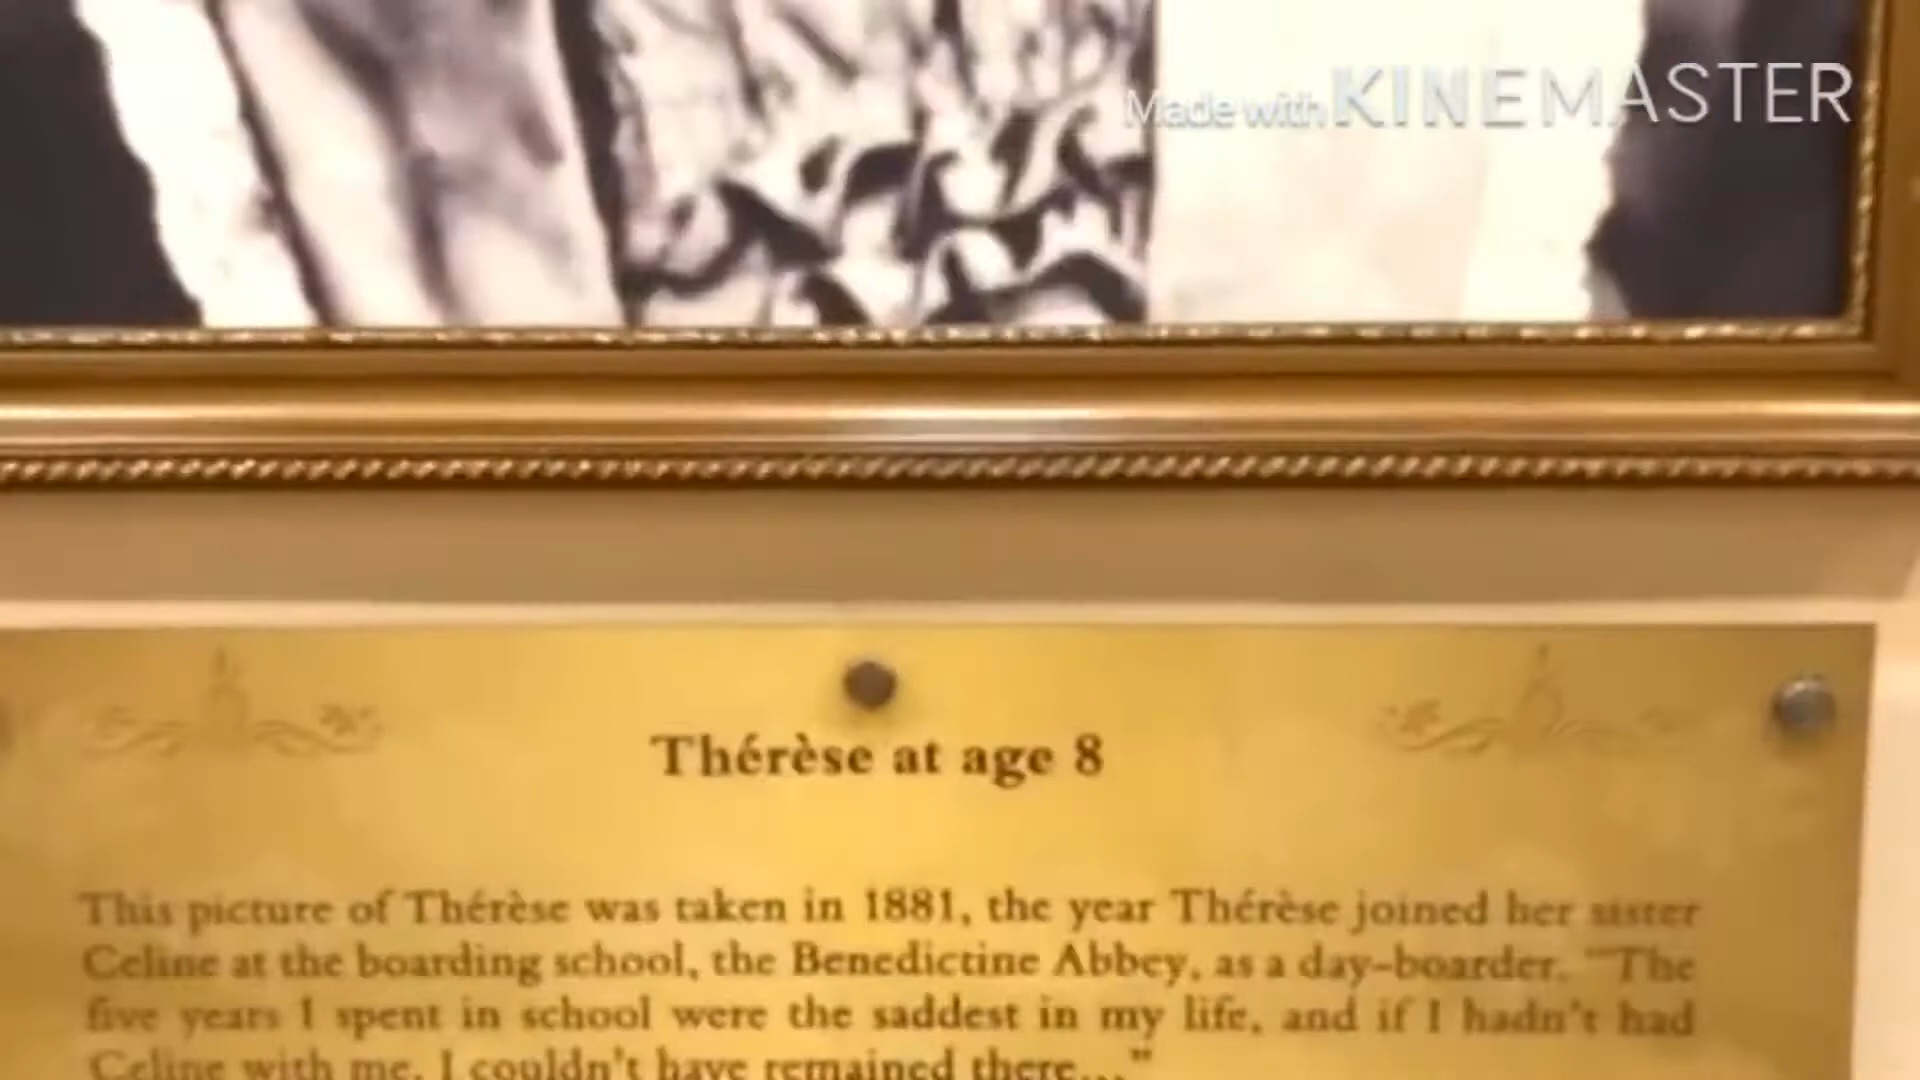 Made with KINEMASTER
Thérèse at age 8
This picture of Thérèse was taken in 1881, the year Thérèse joined her sister
Celine at the boarding school, the Benedictine Abbey, as a day-boarder. "The
five years I spent in school were the saddest in my life, and if I hadn't had
Celine with me, I couldn't have remained there..."